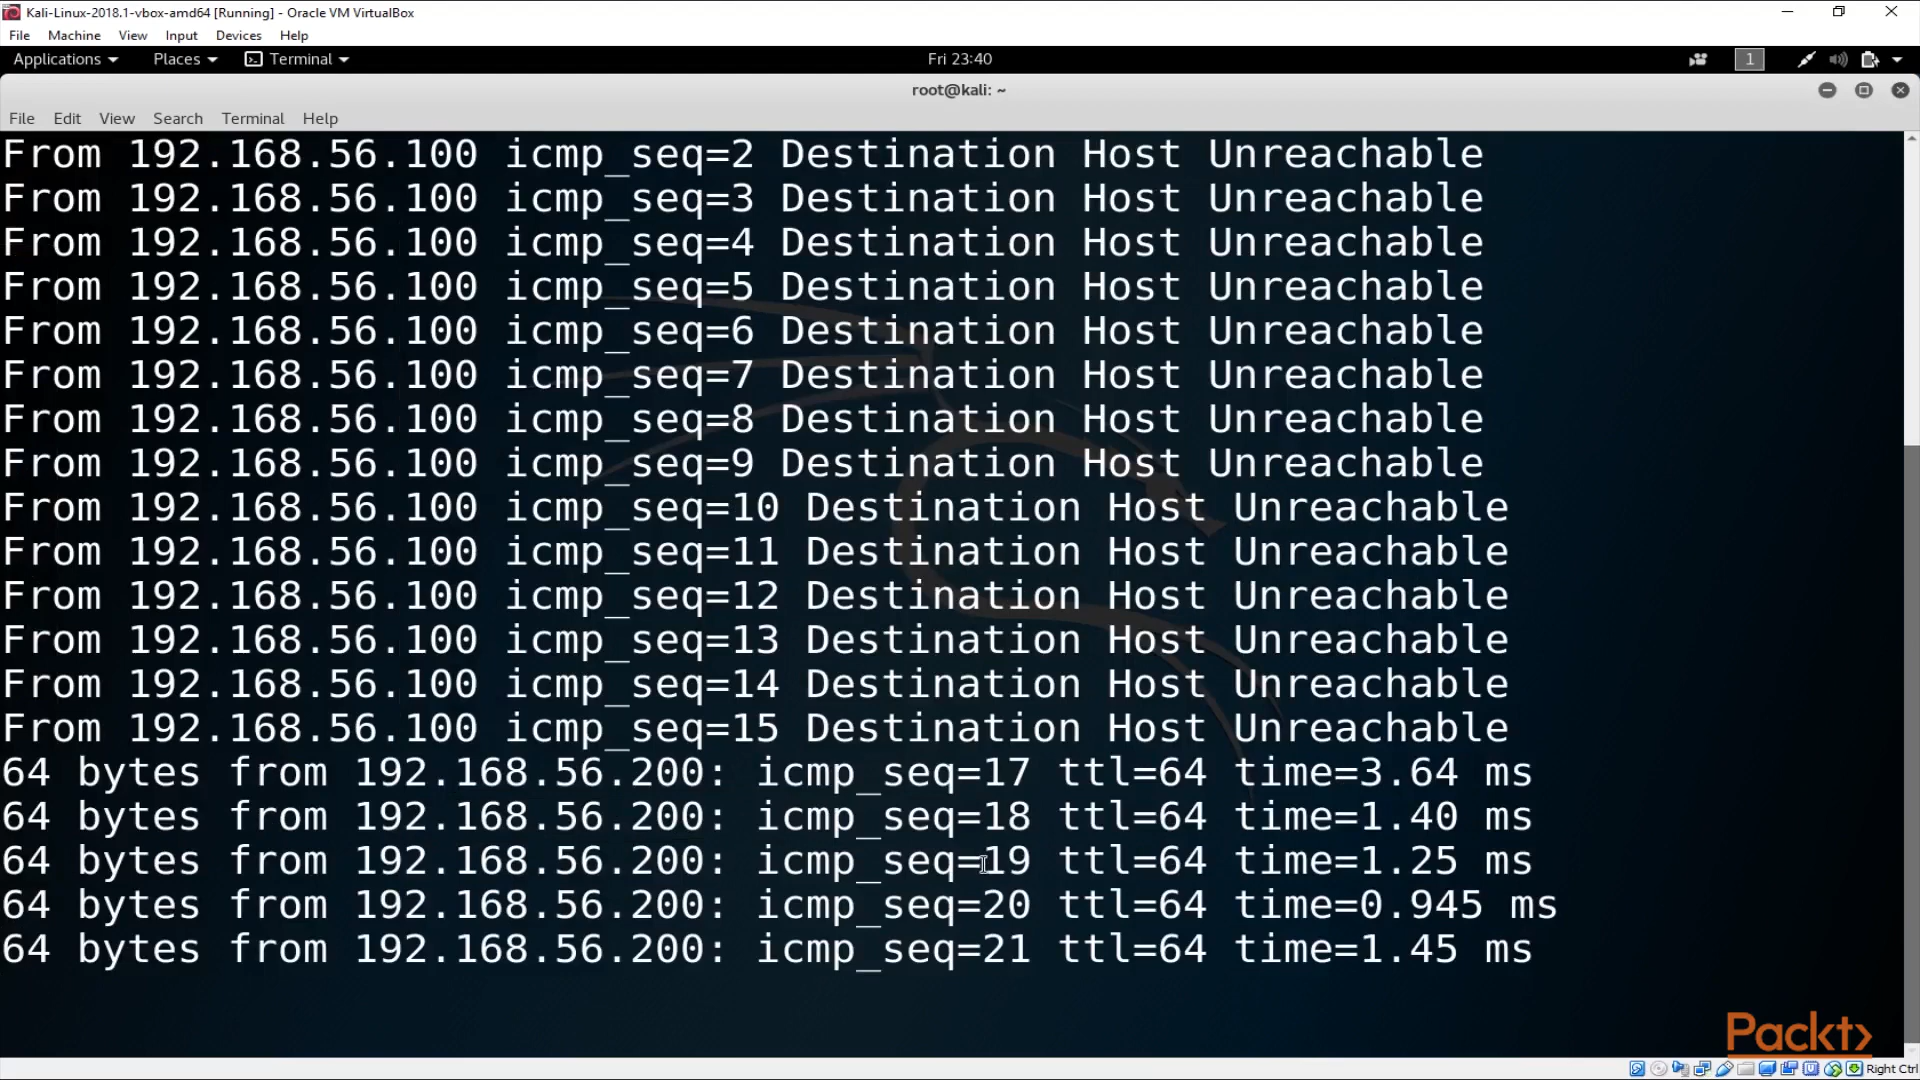 Kali-Linux-2018.1-vbox-amd64 [Running] - Oracle VM VirtualBox
File Machine View Input Devices Help
Applications Places Terminal Fri 23:40 1
root@kali: ~
File Edit View Search Terminal Help
From 192.168.56.100 icmp_seq=2 Destination Host Unreachable
From 192.168.56.100 icmp_seq=3 Destination Host Unreachable
From 192.168.56.100 icmp_seq=4 Destination Host Unreachable
From 192.168.56.100 icmp_seq=5 Destination Host Unreachable
From 192.168.56.100 icmp_seq=6 Destination Host Unreachable
From 192.168.56.100 icmp_seq=7 Destination Host Unreachable
From 192.168.56.100 icmp_seq=8 Destination Host Unreachable
From 192.168.56.100 icmp_seq=9 Destination Host Unreachable
From 192.168.56.100 icmp_seq=10 Destination Host Unreachable
From 192.168.56.100 icmp_seq=11 Destination Host Unreachable
From 192.168.56.100 icmp_seq=12 Destination Host Unreachable
From 192.168.56.100 icmp_seq=13 Destination Host Unreachable
From 192.168.56.100 icmp_seq=14 Destination Host Unreachable
From 192.168.56.100 icmp_seq=15 Destination Host Unreachable
64 bytes from 192.168.56.200: icmp_seq=17 ttl=64 time=3.64 ms
64 bytes from 192.168.56.200: icmp_seq=18 ttl=64 time=1.40 ms
64 bytes from 192.168.56.200: icmp_seq=19 ttl=64 time=1.25 ms
64 bytes from 192.168.56.200: icmp_seq=20 ttl=64 time=0.945 ms
64 bytes from 192.168.56.200: icmp_seq=21 ttl=64 time=1.45 ms
Packt>
Right Ctrl